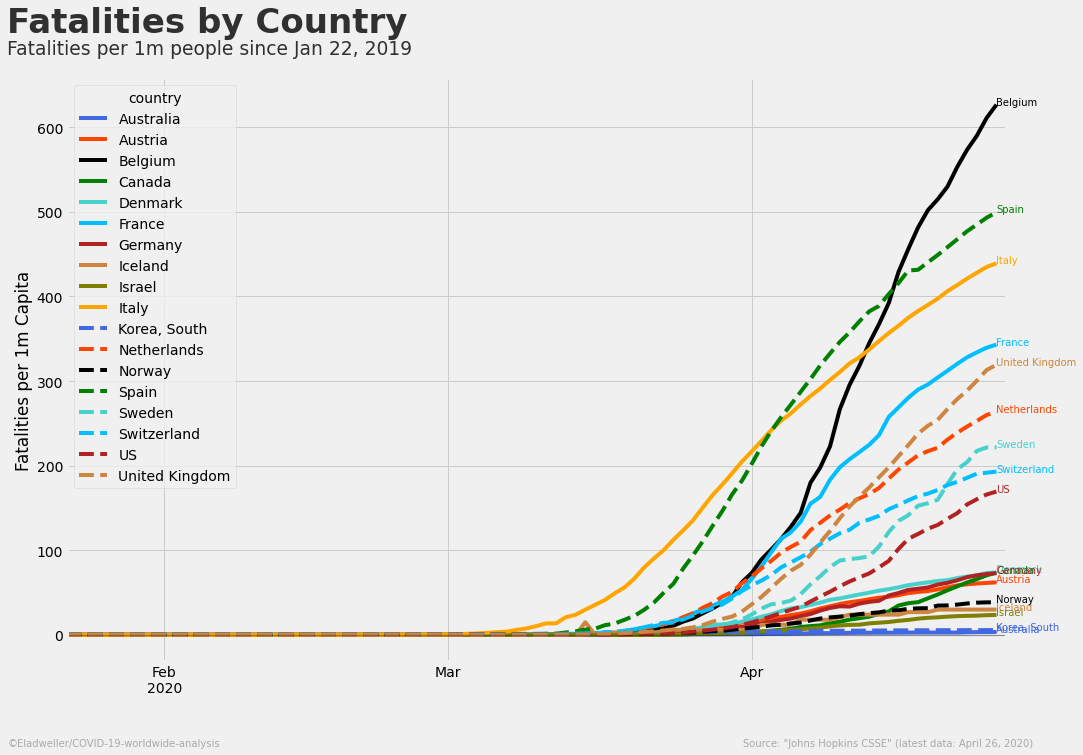 Fatalities by Country
Fatalities per 1m people since Jan 22, 2019
Fatalities per 1m Capita
600
500
400
300
200
100
0
country
Australia
Austria
Belgium
Canada
Denmark
France
Germany
Iceland
Israel
Italy
Korea, South
Netherlands
Norway
Spain
Sweden
Switzerland
US
United Kingdom
Belgium
Spain
Italy
France
United Kingdom
Netherlands
Sweden
Switzerland
US
Canada
Austria
Norway
Iceland
Israel
Korea, South
Australia
Feb
2020
Mar
Apr
©Eladweller/COVID-19-worldwide-analysis
Source: "Johns Hopkins CSSE" (latest data: April 26, 2020)